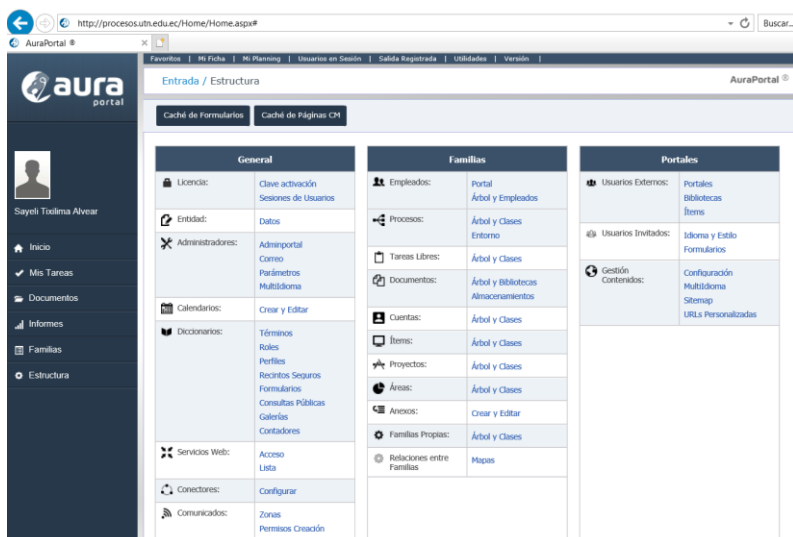 http://procesos.utn.edu.ec/Home/Home.aspx#
Buscar...
AuraPortal ®
Favoritos | Mi Ficha | Mi Planning | Usuarios en Sesión | Salida Registrada | Utilidades | Versión |
aura
portal
Entrada / Estructura
AuraPortal ®
Caché de Formularios
Caché de Páginas CM
Sayeli Tixilima Alvear
Inicio
Mis Tareas
Documentos
Informes
Familias
Estructura
General
Licencia:
Clave activación
Sesiones de Usuarios
Entidad:
Datos
Administradores:
Adminportal
Correo
Parámetros
MultiIdioma
Calendarios:
Crear y Editar
Diccionarios:
Términos
Roles
Perfiles
Recintos Seguros
Formularios
Consultas Públicas
Galerías
Contadores
Servicios Web:
Acceso
Lista
Conectores:
Configurar
Comunicados:
Zonas
Permisos Creación
Familias
Empleados:
Portal
Árbol y Empleados
Procesos:
Árbol y Clases
Entorno
Tareas Libres:
Árbol y Clases
Documentos:
Árbol y Bibliotecas
Almacenamientos
Cuentas:
Árbol y Clases
Ítems:
Árbol y Clases
Proyectos:
Árbol y Clases
Áreas:
Árbol y Clases
Anexos:
Crear y Editar
Familias Propias:
Árbol y Clases
Relaciones entre
Familias
Mapas
Portales
Usuarios Externos:
Portales
Bibliotecas
Ítems
Usuarios Invitados:
Idioma y Estilo
Formularios
Gestión
Contenidos:
Configuración
MultiIdioma
Sitemap
URLs Personalizadas